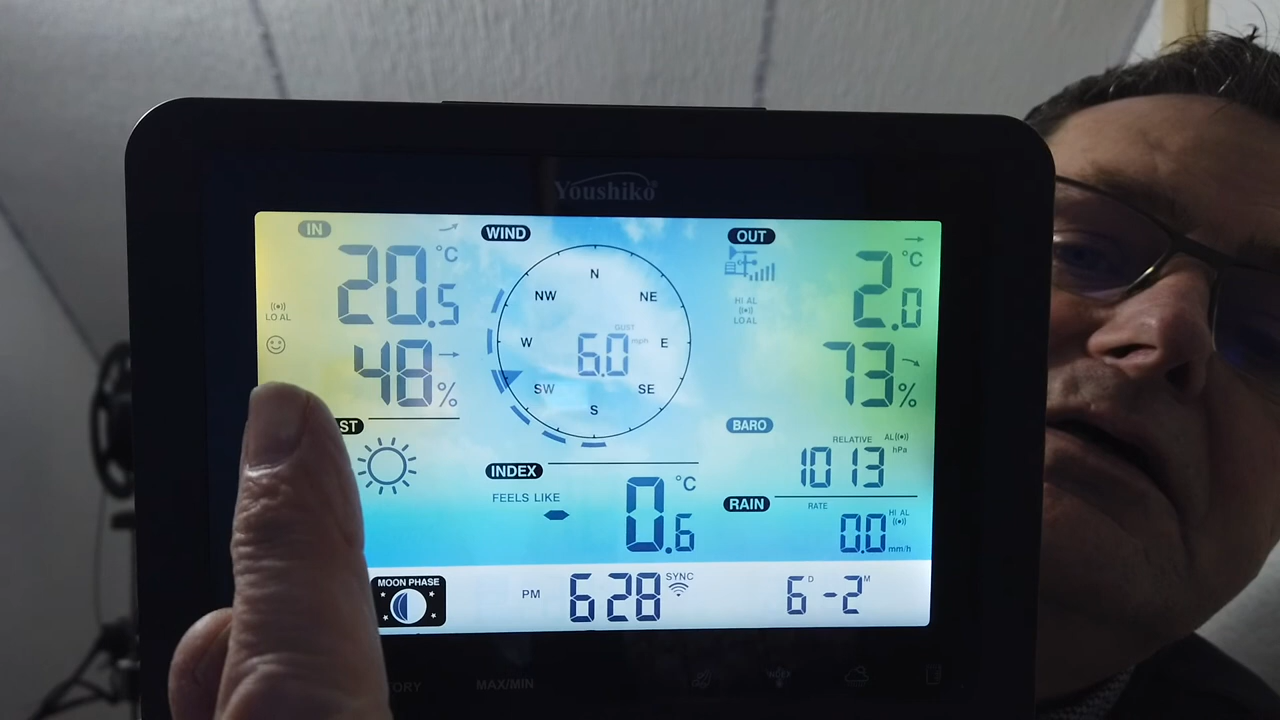 Youshiko®
IN
20.5 °C
LO AL
48 %
WIND
N
NW NE
GUST
W 6.0 mph E
SW SE
S
OUT
HI AL
LO AL
2.0 °C
73 %
ST
INDEX
FEELS LIKE
0.6 °C
BARO
RELATIVE AL
1013 hPa
RAIN
RATE
HI AL
0.0 mm/h
MOON PHASE
PM 6 28 SYNC
6 D - 2 M
ORY MAX/MIN
INDEX